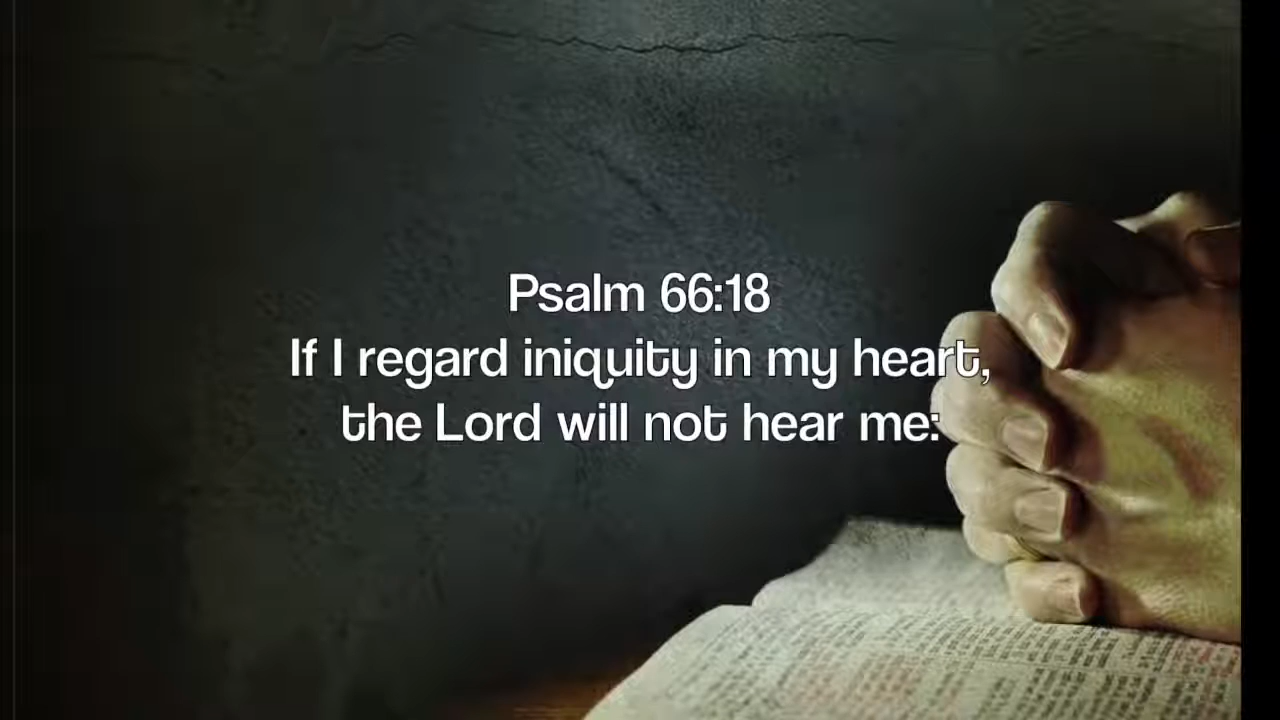 Psalm 66:18
If I regard iniquity in my heart,
the Lord will not hear me: